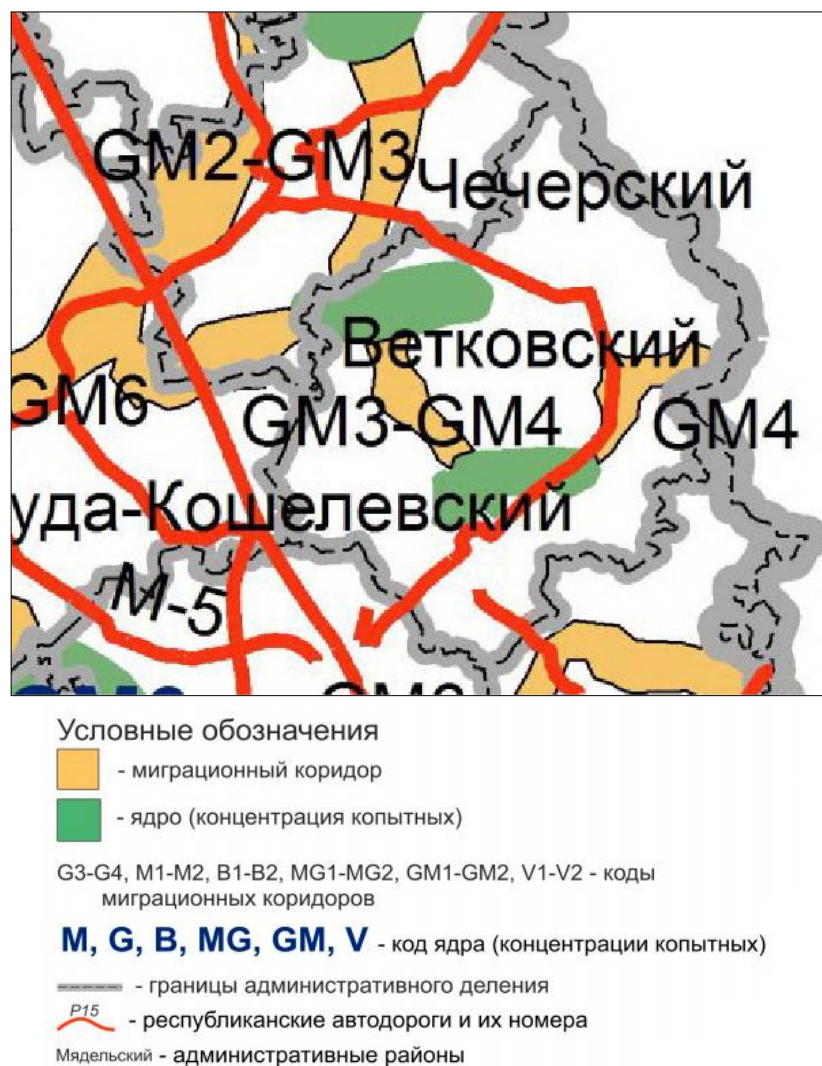 GM2-GM3
Чечерский
Ветковский
GM6
GM3-GM4
GM4
уда-Кошелевский
М-5
Условные обозначения
- миграционный коридор
- ядро (концентрация копытных)
G3-G4, M1-M2, B1-B2, MG1-MG2, GM1-GM2, V1-V2 - коды
миграционных коридоров
M, G, B, MG, GM, V - код ядра (концентрации копытных)
- границы административного деления
P15
- республиканские автодороги и их номера
Мядельский - административные районы